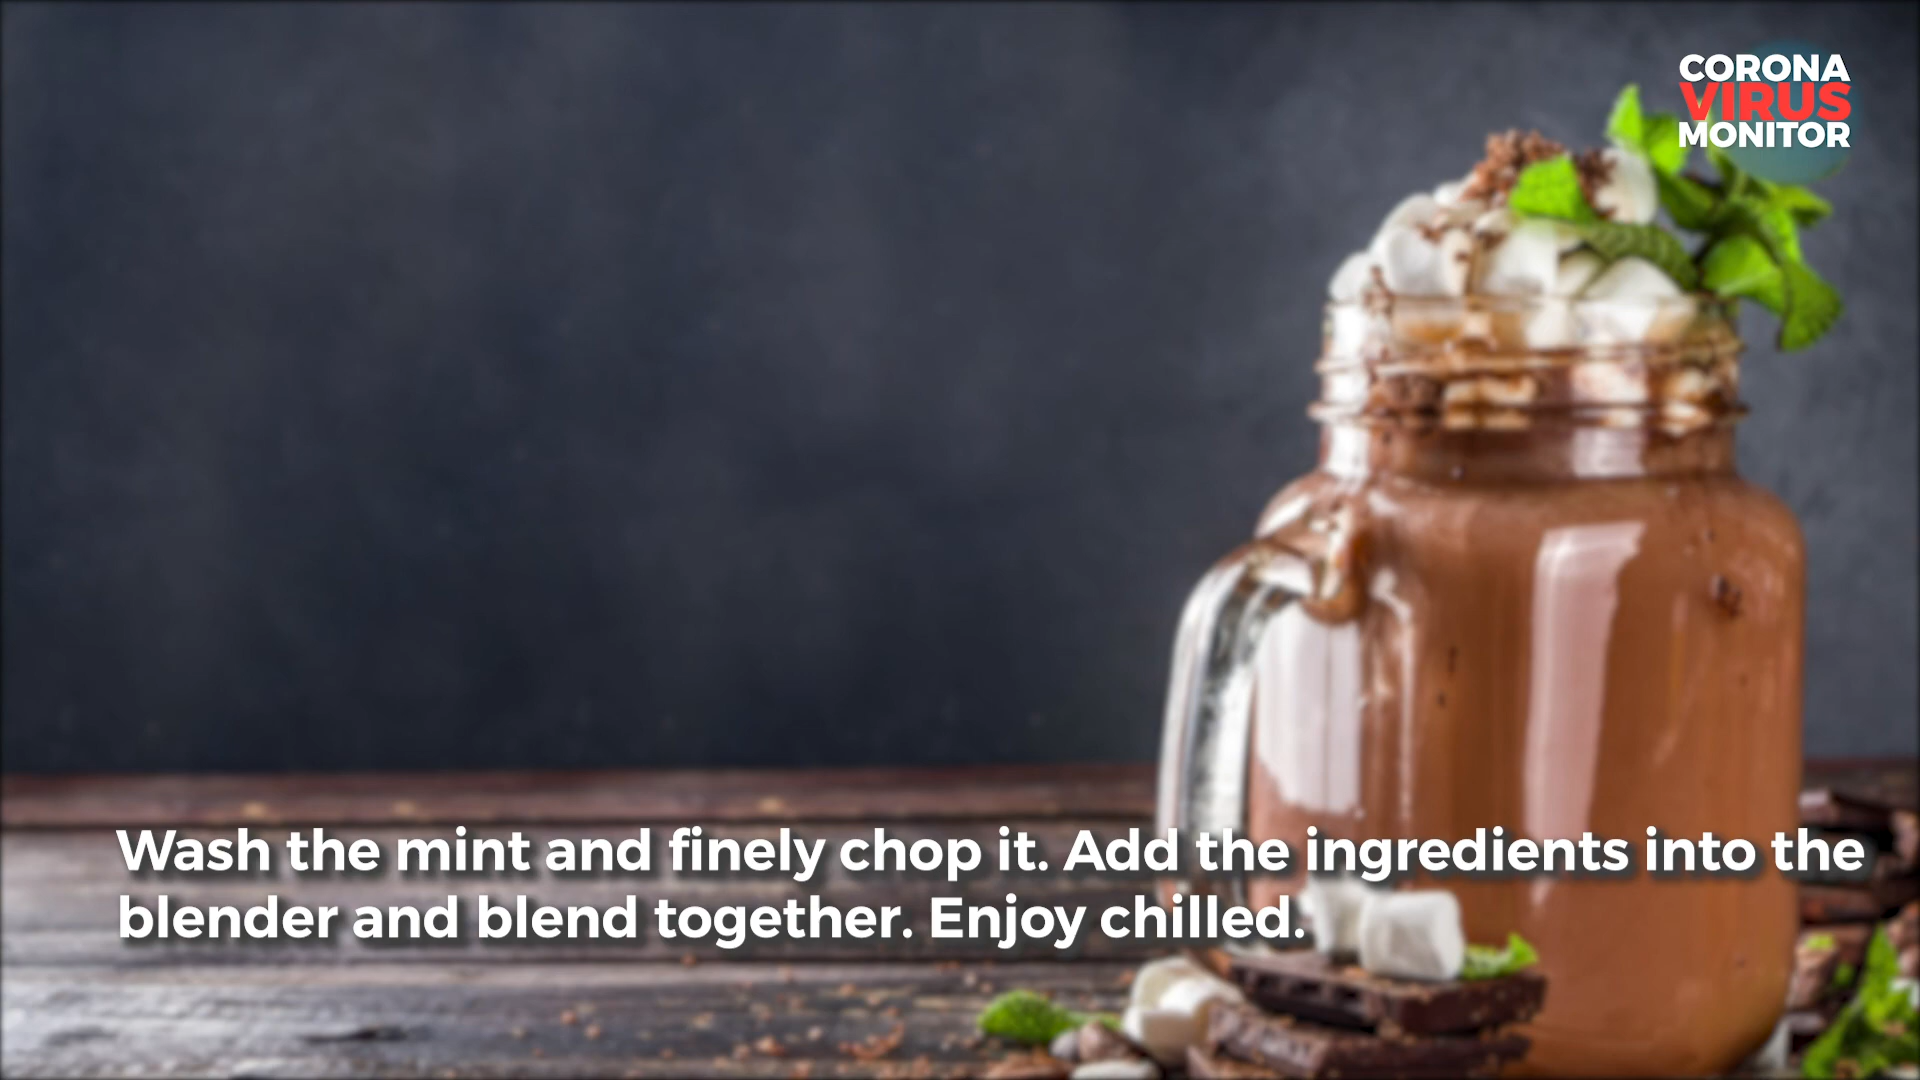 CORONA
VIRUS
MONITOR
Wash the mint and finely chop it. Add the ingredients into the
blender and blend together. Enjoy chilled.